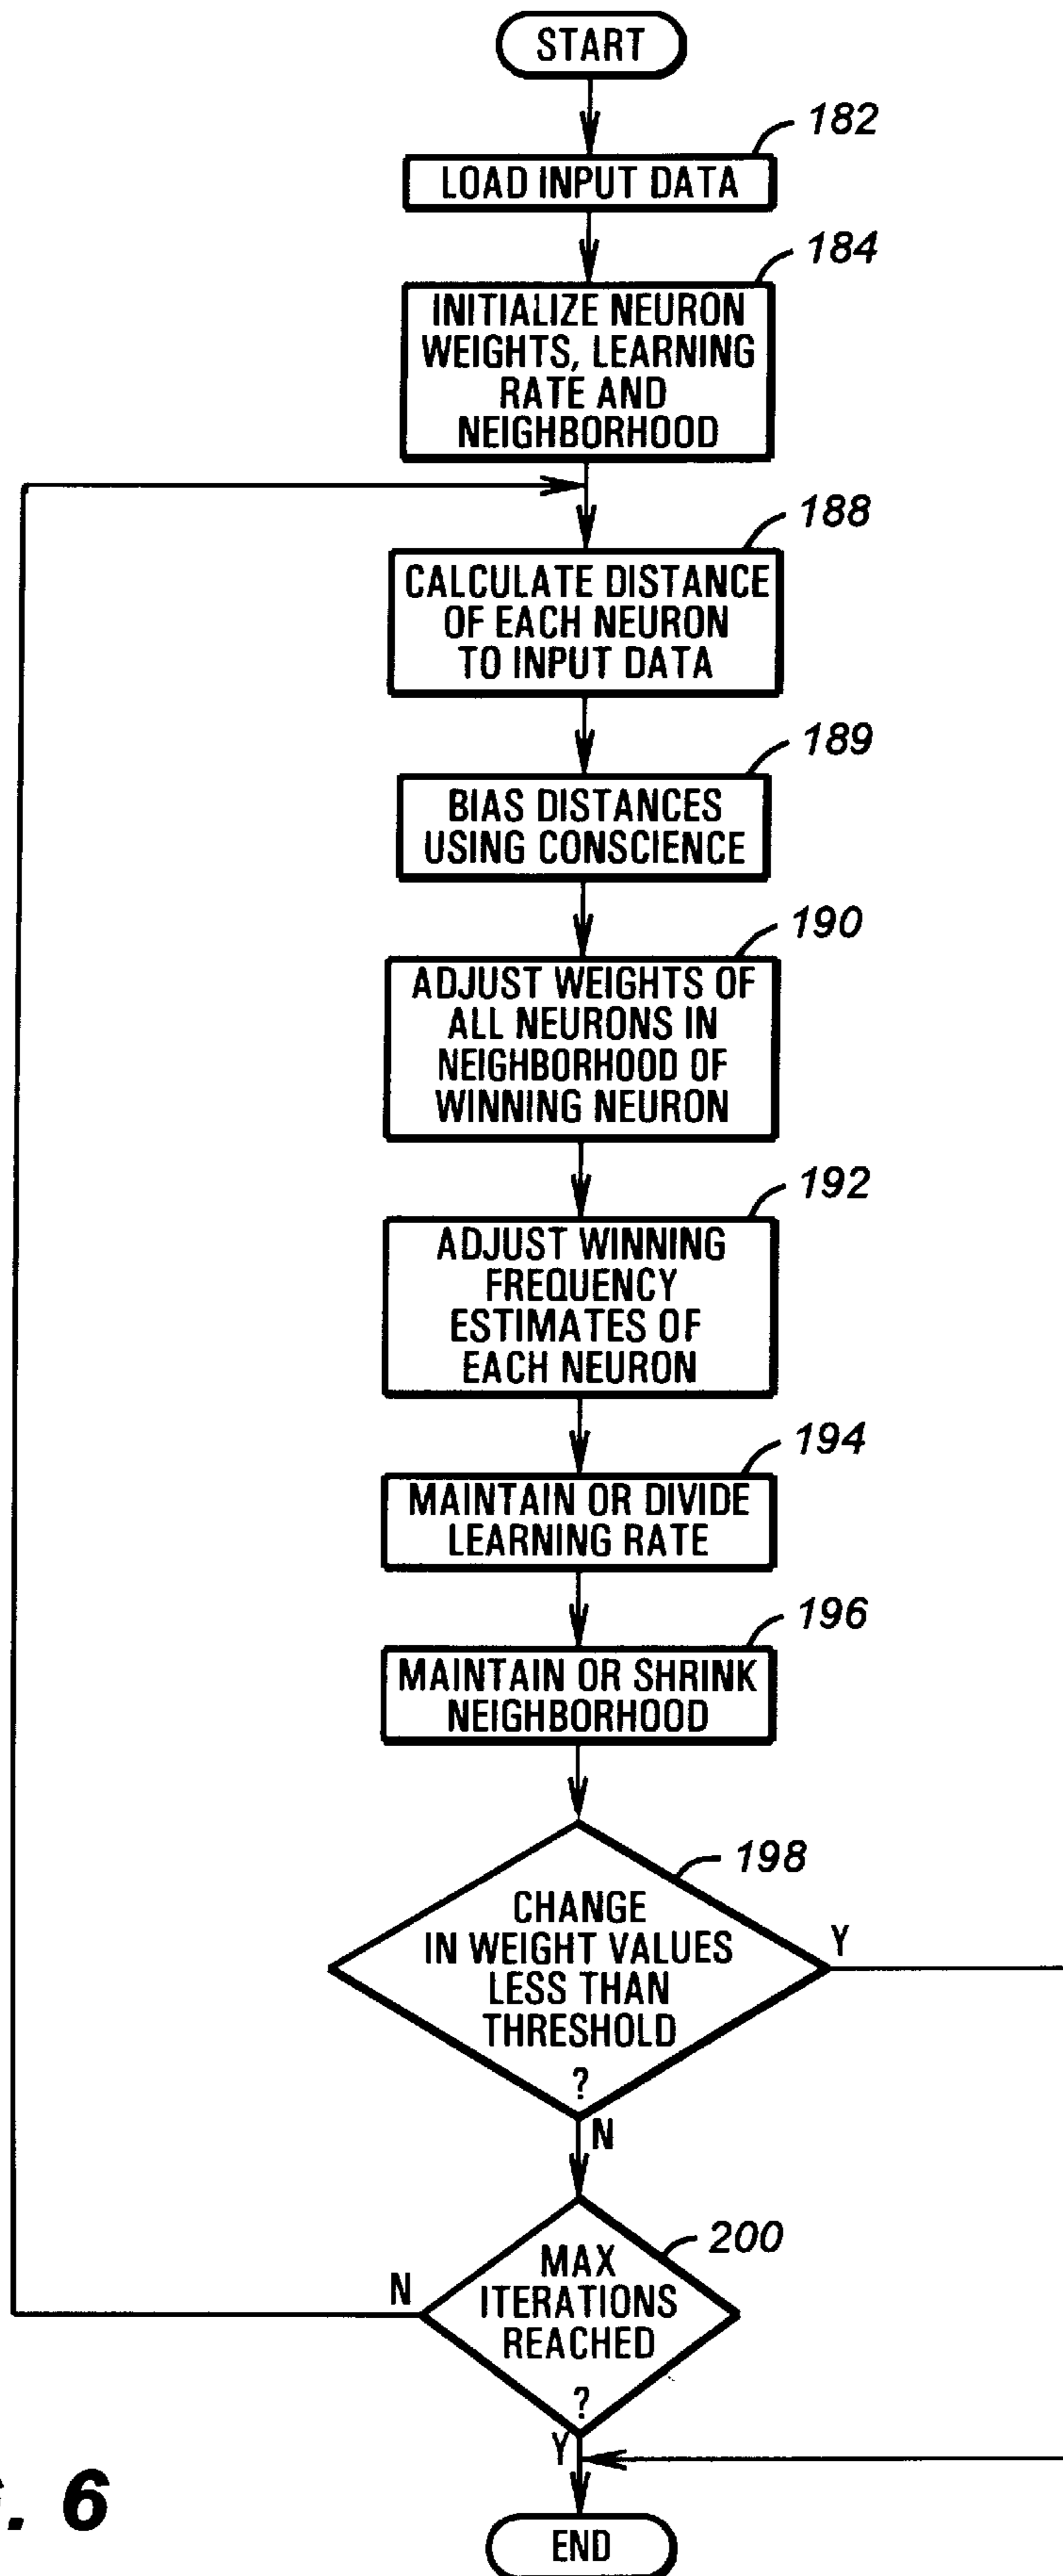 START
182
LOAD INPUT DATA
184
INITIALIZE NEURON
WEIGHTS, LEARNING
RATE AND
NEIGHBORHOOD
188
CALCULATE DISTANCE
OF EACH NEURON
TO INPUT DATA
189
BIAS DISTANCES
USING CONSCIENCE
190
ADJUST WEIGHTS OF
ALL NEURONS IN
NEIGHBORHOOD OF
WINNING NEURON
192
ADJUST WINNING
FREQUENCY
ESTIMATES OF
EACH NEURON
194
MAINTAIN OR DIVIDE
LEARNING RATE
196
MAINTAIN OR SHRINK
NEIGHBORHOOD
198
CHANGE
IN WEIGHT VALUES
LESS THAN
THRESHOLD
?
Y
N
200
MAX
ITERATIONS
REACHED
?
N
Y
. 6
END